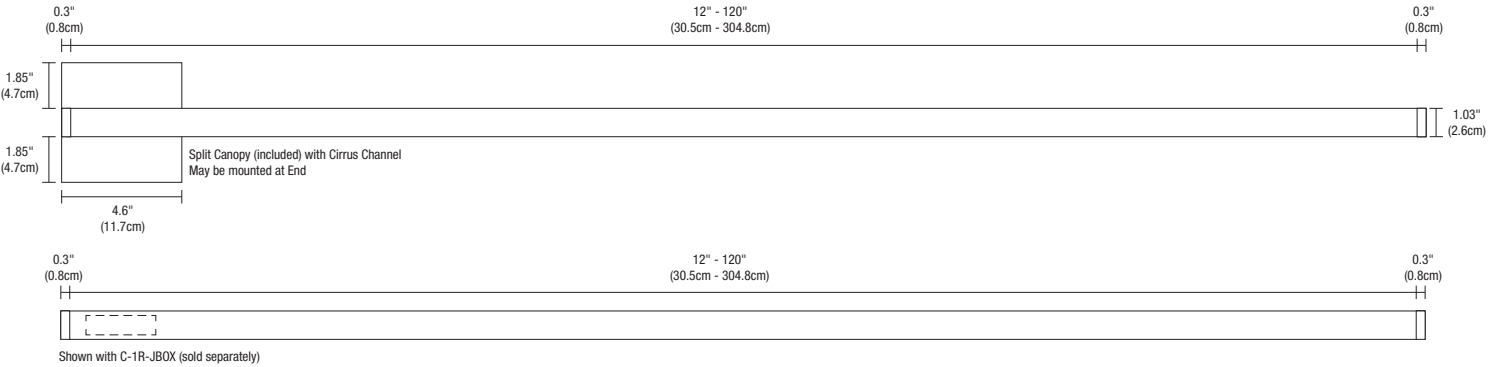 0.3"
(0.8cm)
12" - 120"
(30.5cm - 304.8cm)
0.3"
(0.8cm)
1.85"
(4.7cm)
1.03"
(2.6cm)
1.85"
(4.7cm)
Split Canopy (included) with Cirrus Channel
May be mounted at End
4.6"
(11.7cm)
0.3"
(0.8cm)
12" - 120"
(30.5cm - 304.8cm)
0.3"
(0.8cm)
Shown with C-1R-JBOX (sold separately)